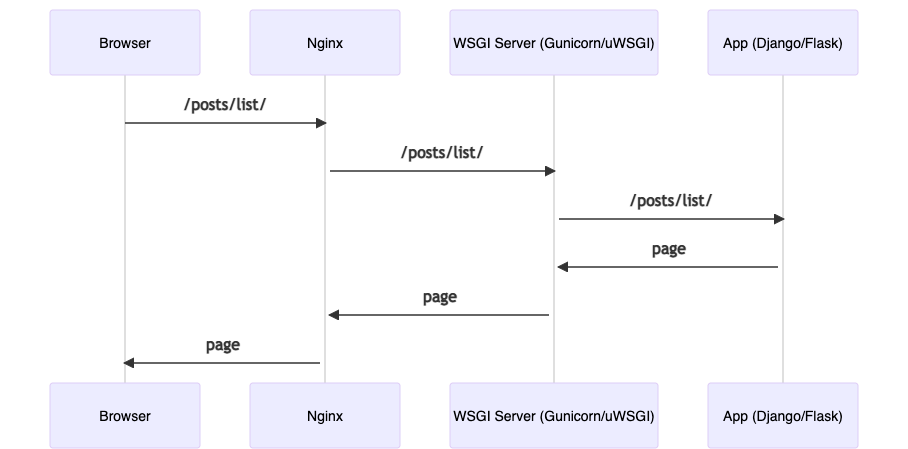 Browser
Nginx
WSGI Server (Gunicorn/uWSGI)
App (Django/Flask)
/posts/list/
/posts/list/
/posts/list/
page
page
page
Browser
Nginx
WSGI Server (Gunicorn/uWSGI)
App (Django/Flask)